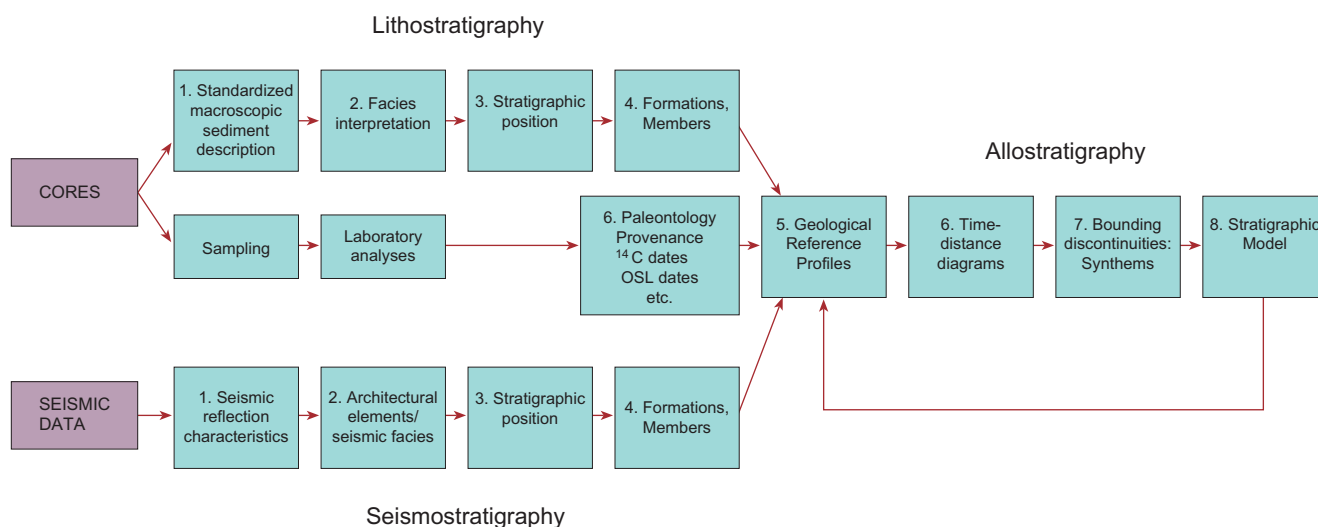 Lithostratigraphy
1. Standardized
macroscopic
sediment
description
2. Facies
interpretation
3. Stratigraphic
position
4. Formations,
Members
Allostratigraphy
CORES
Sampling
Laboratory
analyses
6. Paleontology
Provenance
¹⁴C dates
OSL dates
etc.
5. Geological
Reference
Profiles
6. Time-
distance
diagrams
7. Bounding
discontinuities:
Synthems
8. Stratigraphic
Model
SEISMIC
DATA
1. Seismic
reflection
characteristics
2. Architectural
elements/
seismic facies
3. Stratigraphic
position
4. Formations,
Members
Seismostratigraphy